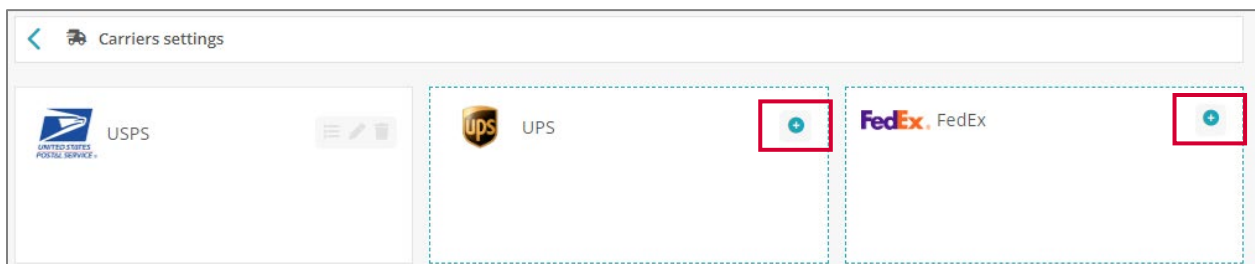 Carriers settings
UNITED STATES
POSTAL SERVICE®
USPS
ups
UPS
FedEx®
FedEx